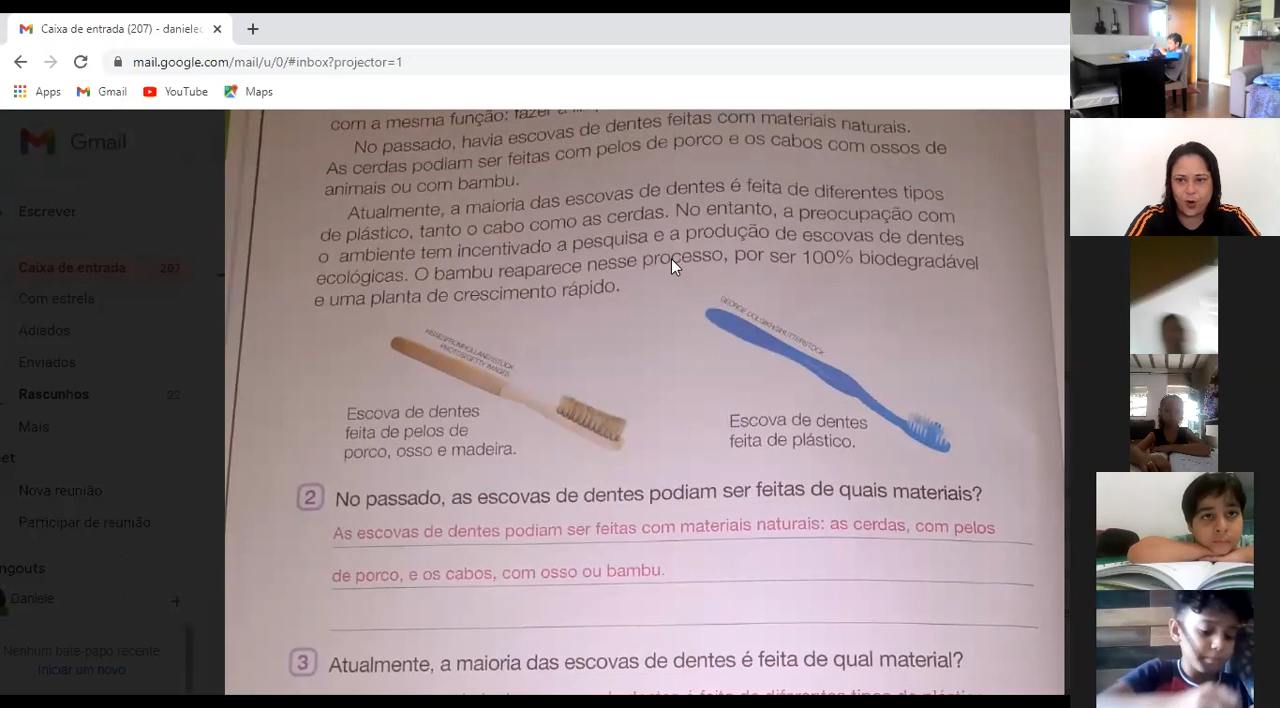 Caixa de entrada (207) - danielec
mail.google.com/mail/u/0/#inbox?projector=1
Apps Gmail YouTube Maps
Gmail
Escrever
Caixa de entrada 207
Com estrela
Adiados
Enviados
Rascunhos 22
Mais
et
Nova reunião
Participar de reunião
ngouts
Daniele
Nenhum bate-papo recente
Iniciar um novo
com a mesma função: fazer a
No passado, havia escovas de dentes feitas com materiais naturais.
As cerdas podiam ser feitas com pelos de porco e os cabos com ossos de
animais ou com bambu.
Atualmente, a maioria das escovas de dentes é feita de diferentes tipos
de plástico, tanto o cabo como as cerdas. No entanto, a preocupação com
o ambiente tem incentivado a pesquisa e a produção de escovas de dentes
ecológicas. O bambu reaparece nesse processo, por ser 100% biodegradável
e uma planta de crescimento rápido.
PHOTOS/GETTY IMAGES
Escova de dentes
feita de pelos de
porco, osso e madeira.
Escova de dentes
feita de plástico.
2 No passado, as escovas de dentes podiam ser feitas de quais materiais?
As escovas de dentes podiam ser feitas com materiais naturais: as cerdas, com pelos
de porco, e os cabos, com osso ou bambu.
3 Atualmente, a maioria das escovas de dentes é feita de qual material?